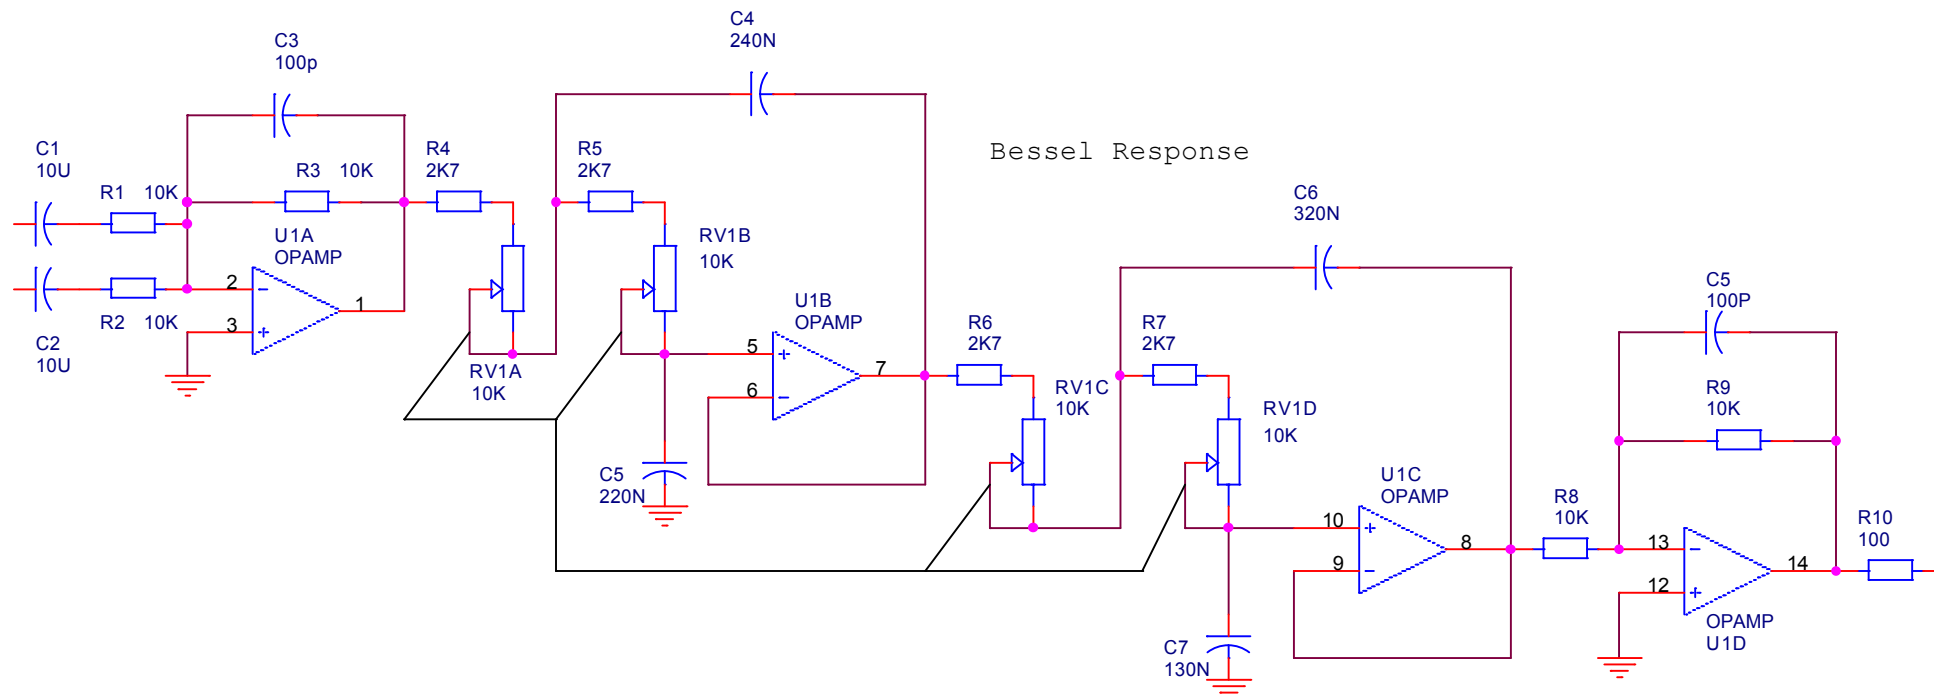 C4
240N
C3
100p
Bessel Response
C1
10U
R1 10K
R3 10K
R4
2K7
R5
2K7
C6
320N
U1A
OPAMP
RV1B
10K
2
3
1
R2 10K
C2
10U
RV1A
10K
U1B
OPAMP
5
6
7
R6
2K7
R7
2K7
C5
100P
RV1C
10K
RV1D
10K
R9
10K
C5
220N
U1C
OPAMP
10
9
8
R8
10K
13
12
14
R10
100
OPAMP
U1D
C7
130N